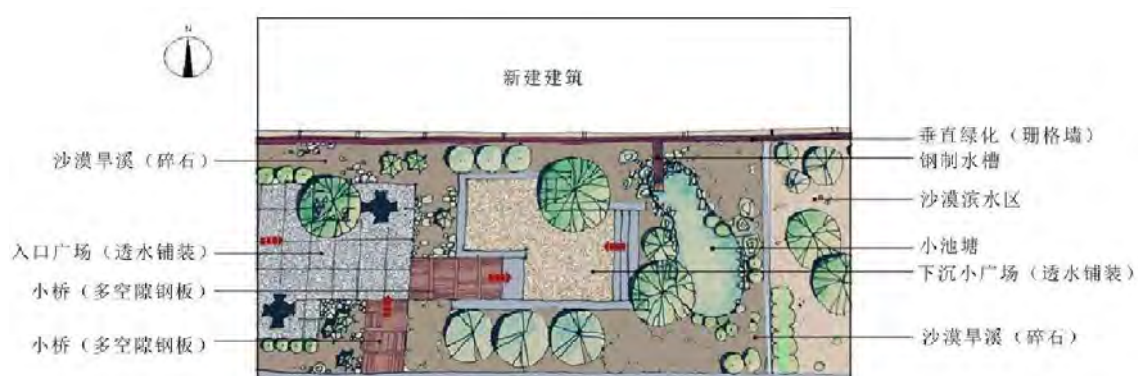 N
新建建筑
沙漠旱溪（碎石）
入口广场（透水铺装）
小桥（多空隙钢板）
小桥（多空隙钢板）
垂直绿化（珊格墙）
钢制水槽
沙漠滨水区
小池塘
下沉小广场（透水铺装）
沙漠旱溪（碎石）